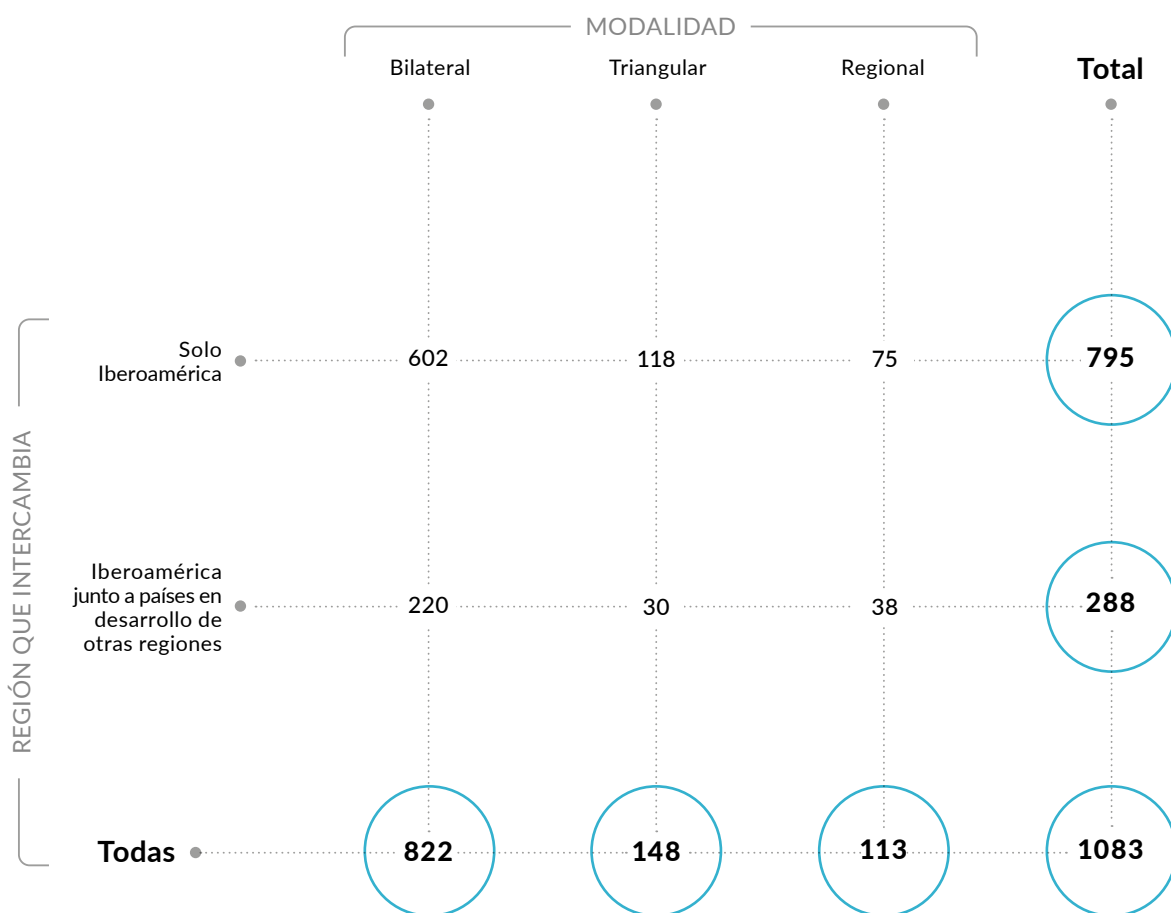 MODALIDAD
Bilateral
Triangular
Regional
Total
REGIÓN QUE INTERCAMBIA
Solo
Iberoamérica
602
118
75
795
Iberoamérica
junto a países en
desarrollo de
otras regiones
220
30
38
288
Todas
822
148
113
1083